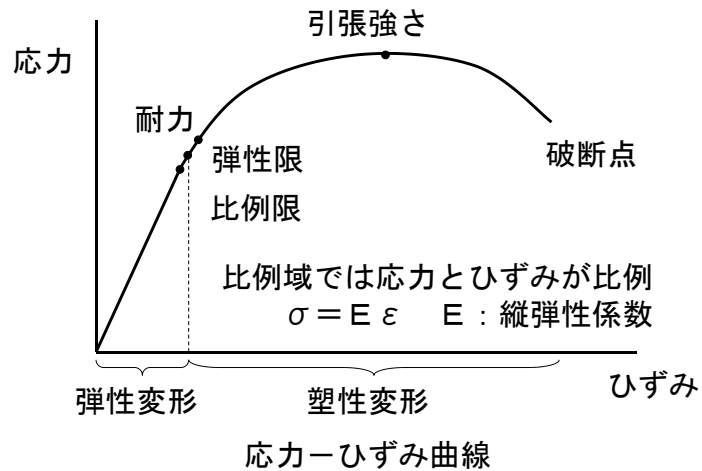 引張強さ
応力
耐力
弾性限
破断点
比例限
比例域では応力とひずみが比例
σ=Eε E:縦弾性係数
ひずみ
弾性変形
塑性変形
応力-ひずみ曲線